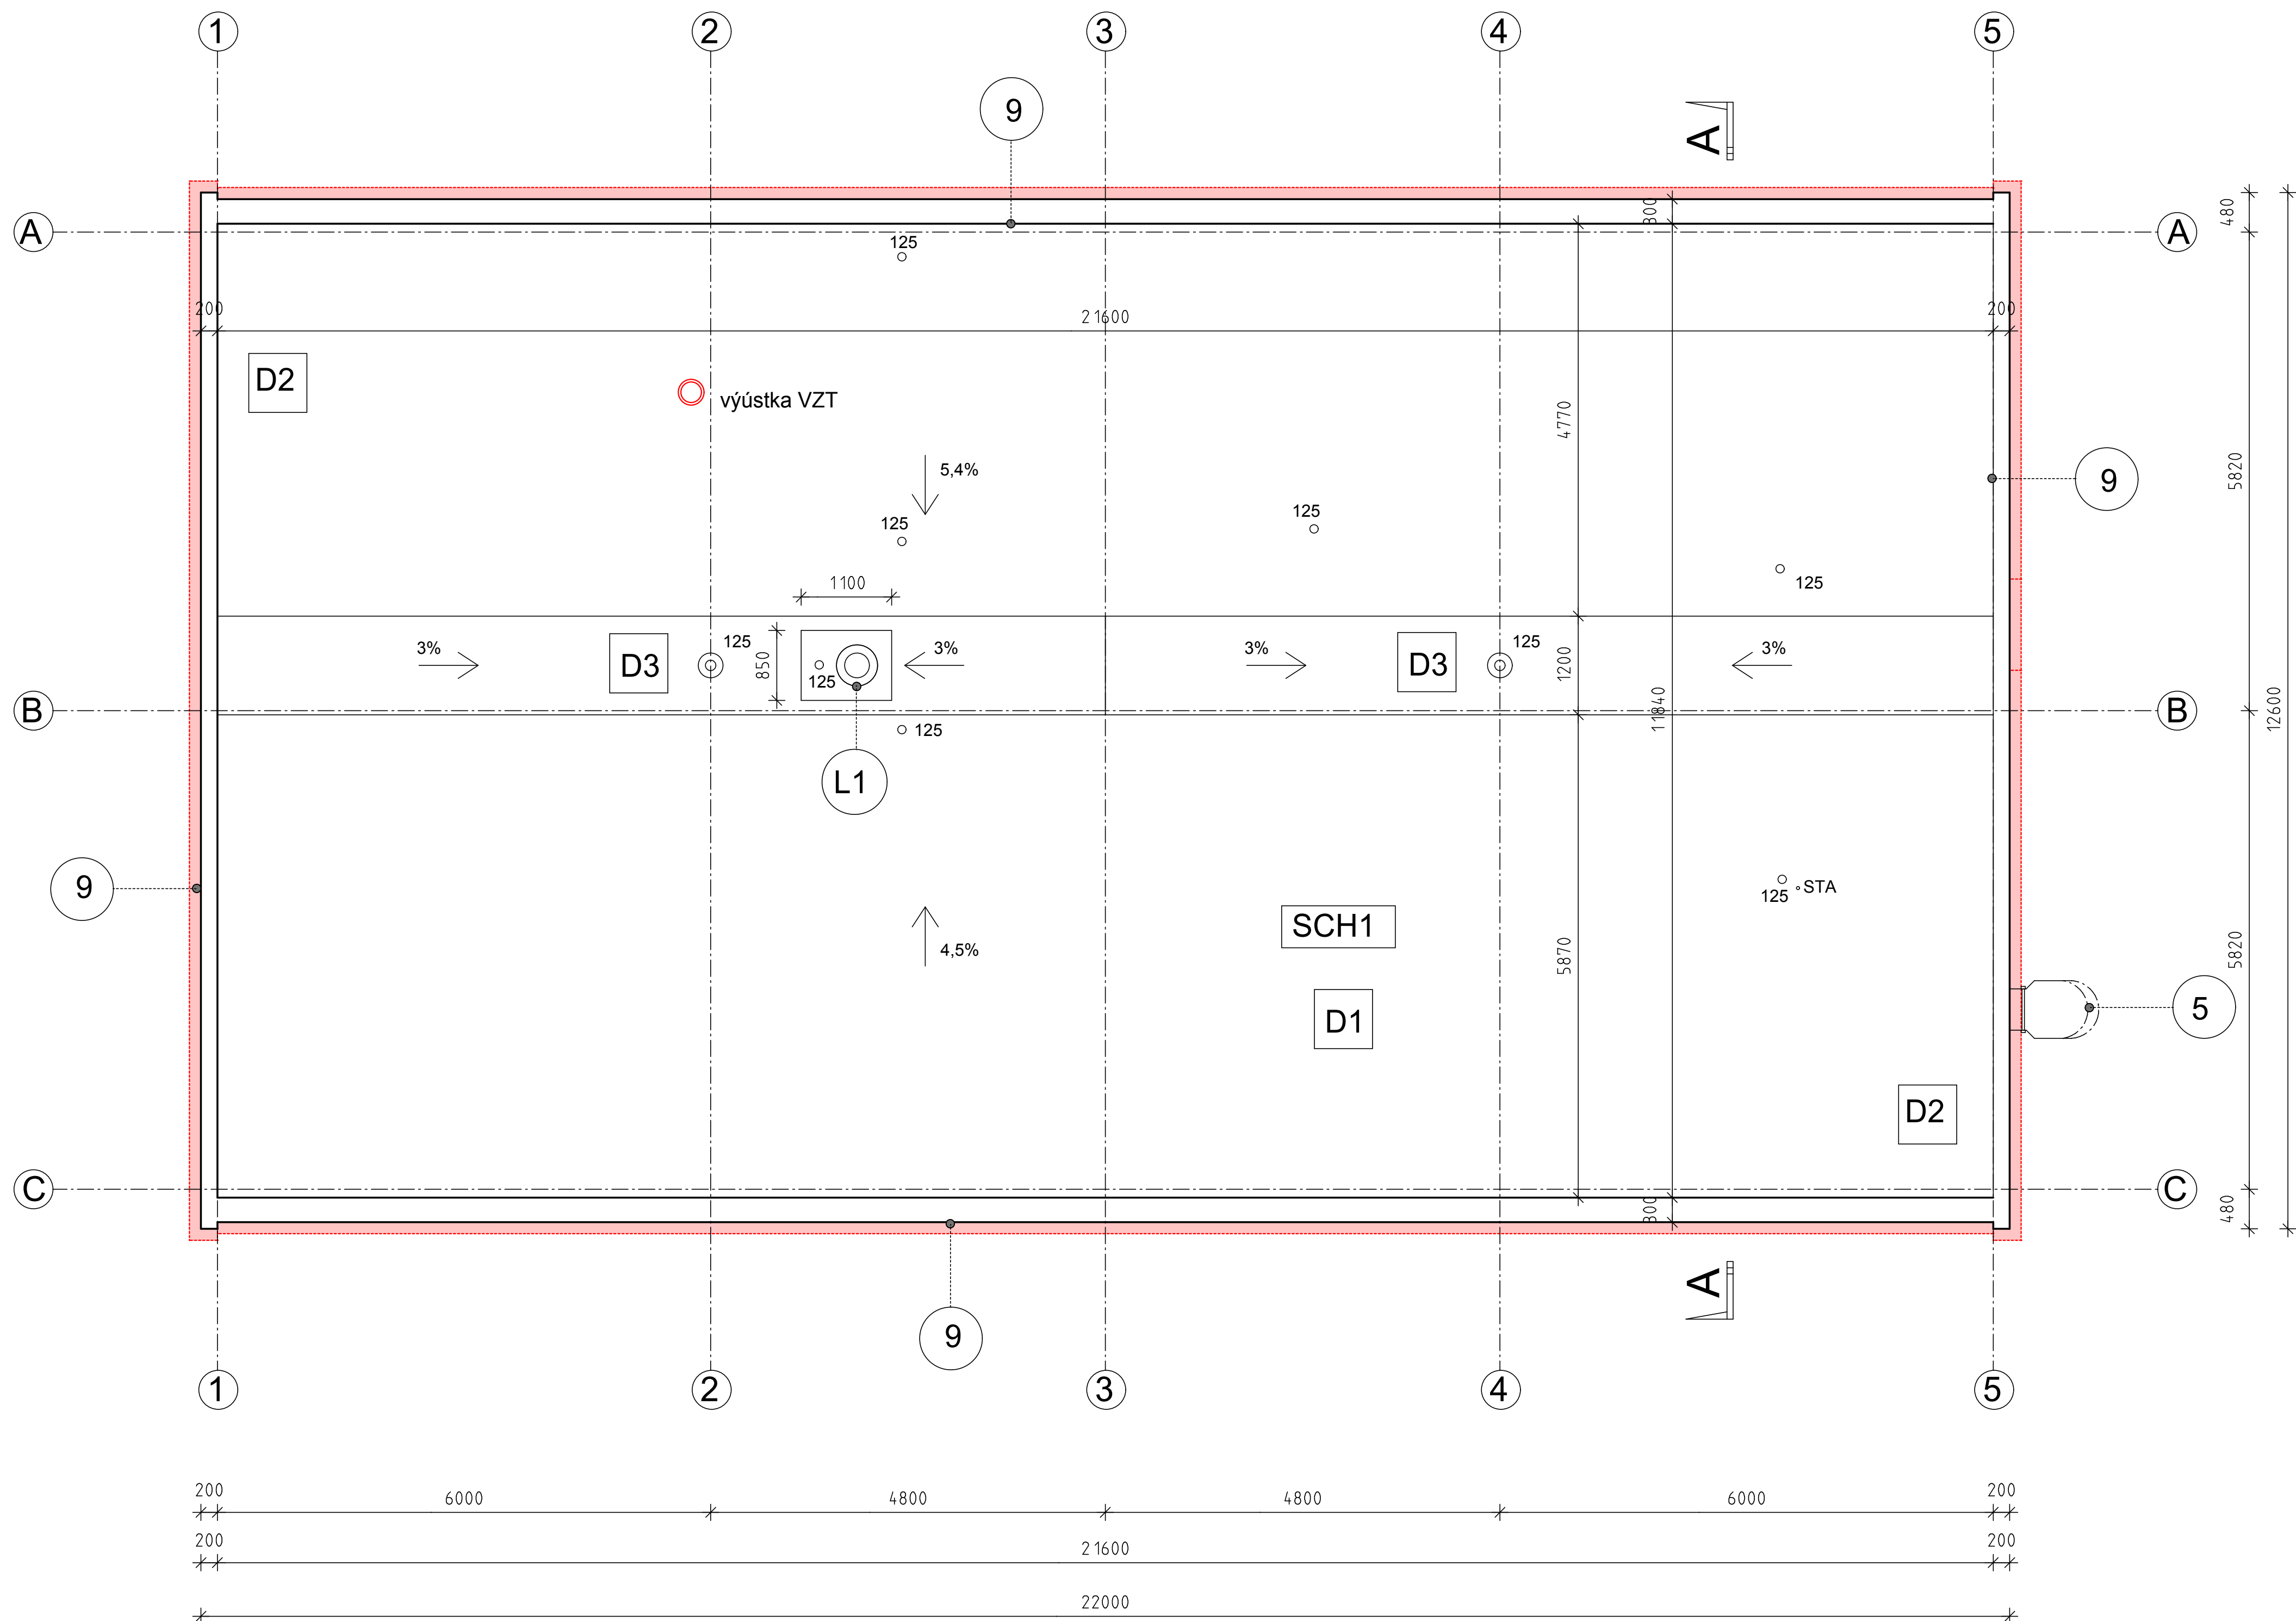 1 2 3 4 5
9
A
A A
480
300
125
200 21600 200
D2
výústka VZT
4770
5,4%
5820
9
125 125
125
1100
3% D3 125 850 125 3% 3% D3 125 3%
1200
11840
12600
B B
125
L1
9
125 STA
SCH1
4,5%
5870
5820
D1
5
D2
C C
300
480
A
9
1 2 3 4 5
200 6000 4800 4800 6000 200
200 21600 200
22000